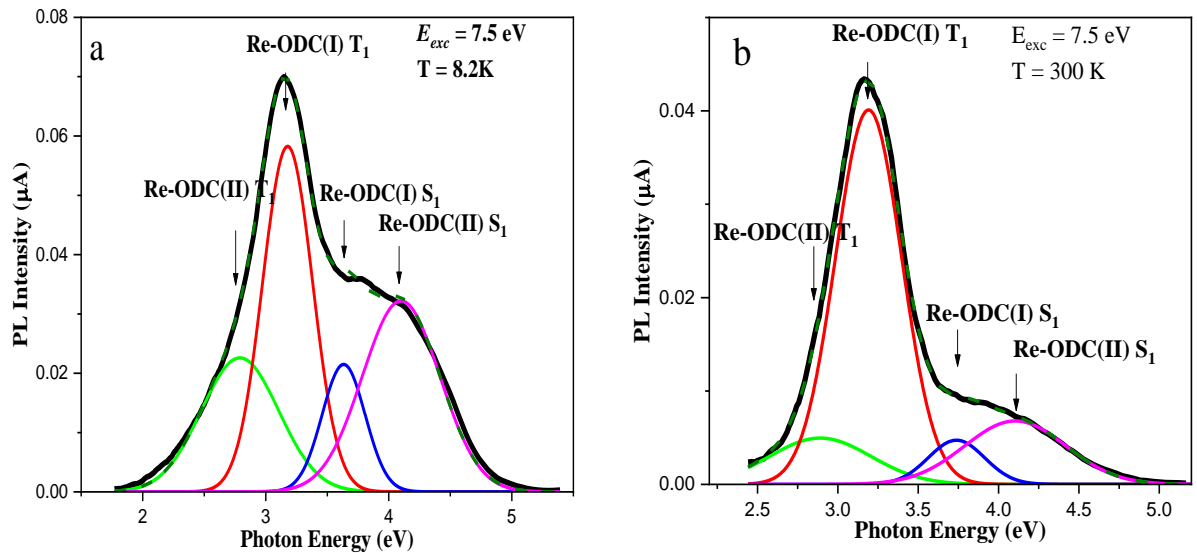 a
E_exc = 7.5 eV
T = 8.2K
Re-ODC(I) T₁
Re-ODC(II) T₁
Re-ODC(I) S₁
Re-ODC(II) S₁
0.08
0.06
0.04
0.02
0.00
PL Intensity (µA)
2
3
4
5
Photon Energy (eV)
b
E_exc = 7.5 eV
T = 300 K
Re-ODC(I) T₁
Re-ODC(II) T₁
Re-ODC(I) S₁
Re-ODC(II) S₁
0.04
0.02
0.00
PL Intensity (µA)
2.5
3.0
3.5
4.0
4.5
5.0
Photon Energy (eV)